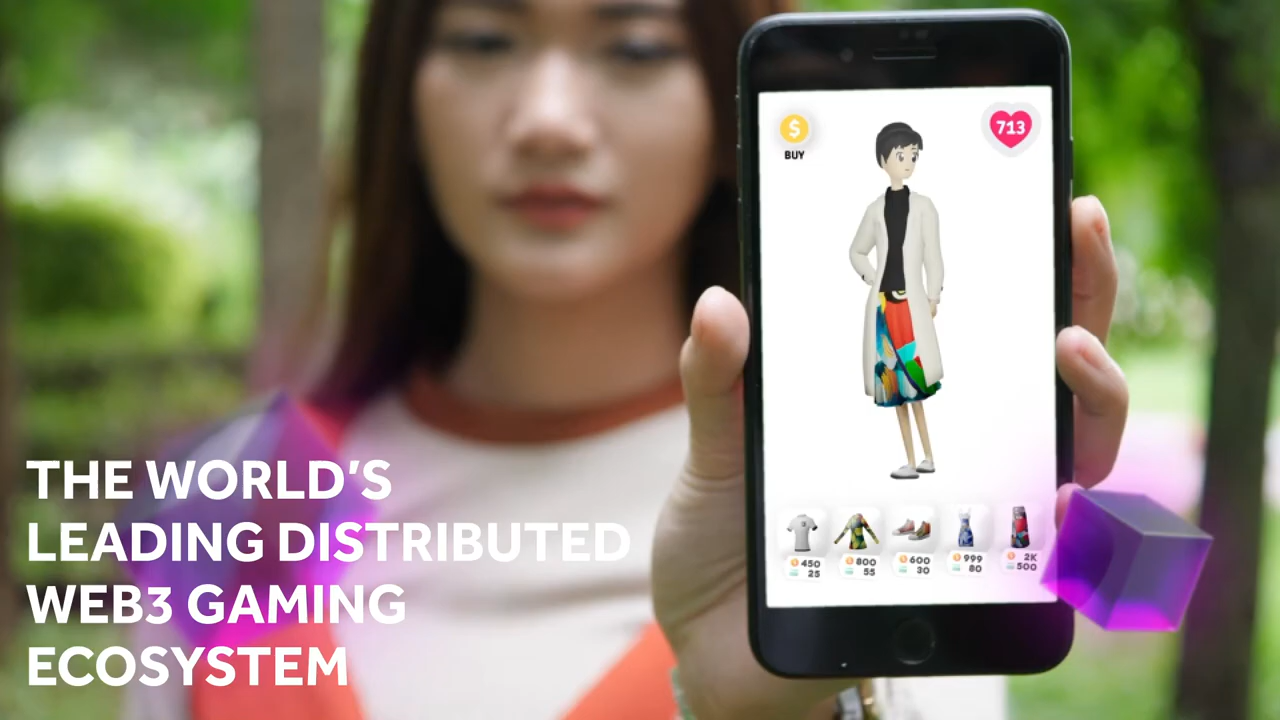 $
BUY
713
450
25
800
55
600
30
999
80
2K
500
THE WORLD'S
LEADING DISTRIBUTED
WEB3 GAMING
ECOSYSTEM